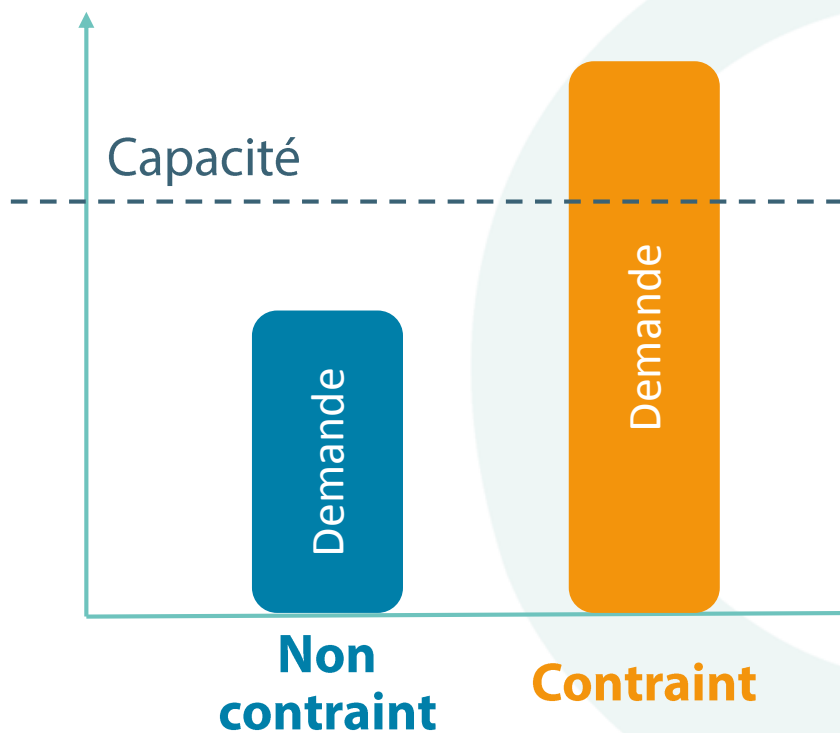 Capacité
Demande
Demande
Non
contraint
Contraint